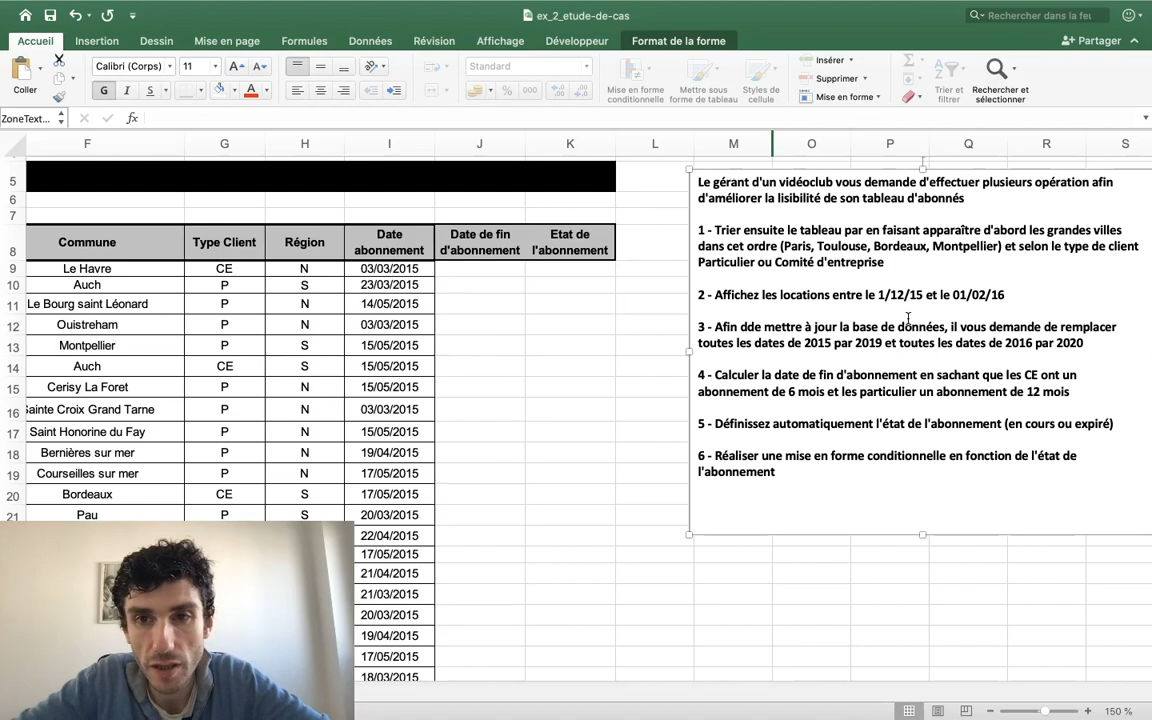 ex_2_etude-de-cas
Rechercher dans la feu
Accueil Insertion Dessin Mise en page Formules Données Révision Affichage Développeur Format de la forme Partager
Coller
Calibri (Corps) 11
G I S
Standard
% 000
Mise en forme conditionnelle
Mettre sous forme de tableau
Styles de cellule
Insérer
Supprimer
Mise en forme
Trier et filtrer
Rechercher et sélectionner
ZoneText... fx
F G H I J K L M N O P Q R S
5
6
7
8 Commune Type Client Région Date abonnement Date de fin d'abonnement Etat de l'abonnement
9 Le Havre CE N 03/03/2015
10 Auch P S 23/03/2015
11 Le Bourg saint Léonard P N 14/05/2015
12 Ouistreham P N 03/03/2015
13 Montpellier P S 15/05/2015
14 Auch CE S 15/05/2015
15 Cerisy La Foret P N 15/05/2015
16 Sainte Croix Grand Tarne P N 03/03/2015
17 Saint Honorine du Fay P N 15/05/2015
18 Bernières sur mer P N 19/04/2015
19 Courseilles sur mer P N 17/05/2015
20 Bordeaux CE S 17/05/2015
21 Pau P S 20/03/2015
22/04/2015
17/05/2015
21/04/2015
21/03/2015
20/03/2015
19/04/2015
17/05/2015
18/03/2015
Le gérant d'un vidéoclub vous demande d'effectuer plusieurs opération afin
d'améliorer la lisibilité de son tableau d'abonnés
1 - Trier ensuite le tableau par en faisant apparaître d'abord les grandes villes
dans cet ordre (Paris, Toulouse, Bordeaux, Montpellier) et selon le type de client
Particulier ou Comité d'entreprise
2 - Affichez les locations entre le 1/12/15 et le 01/02/16
3 - Afin dde mettre à jour la base de données, il vous demande de remplacer
toutes les dates de 2015 par 2019 et toutes les dates de 2016 par 2020
4 - Calculer la date de fin d'abonnement en sachant que les CE ont un
abonnement de 6 mois et les particulier un abonnement de 12 mois
5 - Définissez automatiquement l'état de l'abonnement (en cours ou expiré)
6 - Réaliser une mise en forme conditionnelle en fonction de l'état de
l'abonnement
150 %